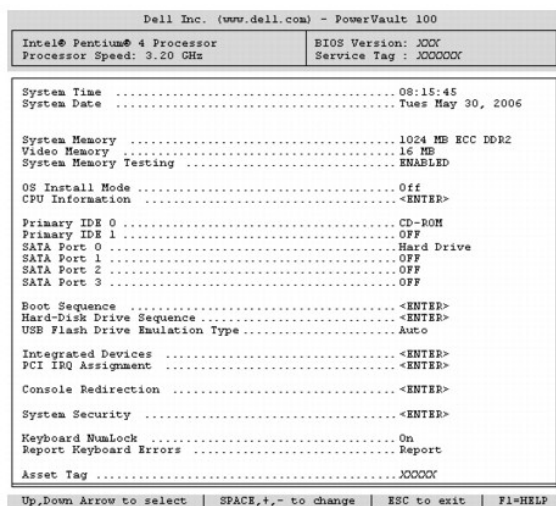 Dell Inc. (www.dell.com) - PowerVault 100
Intel® Pentium® 4 Processor
Processor Speed: 3.20 GHz
BIOS Version: XXX
Service Tag : XXXXXX
System Time .................................. 08:15:45
System Date .................................. Tues May 30, 2006
System Memory .................................. 1024 MB ECC DDR2
Video Memory .................................. 16 MB
System Memory Testing .......................... ENABLED
OS Install Mode .................................. Off
CPU Information .................................. <ENTER>
Primary IDE 0 .................................. CD-ROM
Primary IDE 1 .................................. OFF
SATA Port 0 .................................. Hard Drive
SATA Port 1 .................................. OFF
SATA Port 2 .................................. OFF
SATA Port 3 .................................. OFF
Boot Sequence .................................. <ENTER>
Hard-Disk Drive Sequence .......................... <ENTER>
USB Flash Drive Emulation Type .................... Auto
Integrated Devices .............................. <ENTER>
PCI IRQ Assignment .............................. <ENTER>
Console Redirection .............................. <ENTER>
System Security .................................. <ENTER>
Keyboard NumLock .................................. On
Report Keyboard Errors .......................... Report
Asset Tag .................................. XXXXX
Up,Down Arrow to select | SPACE,+,- to change | ESC to exit | F1=HELP